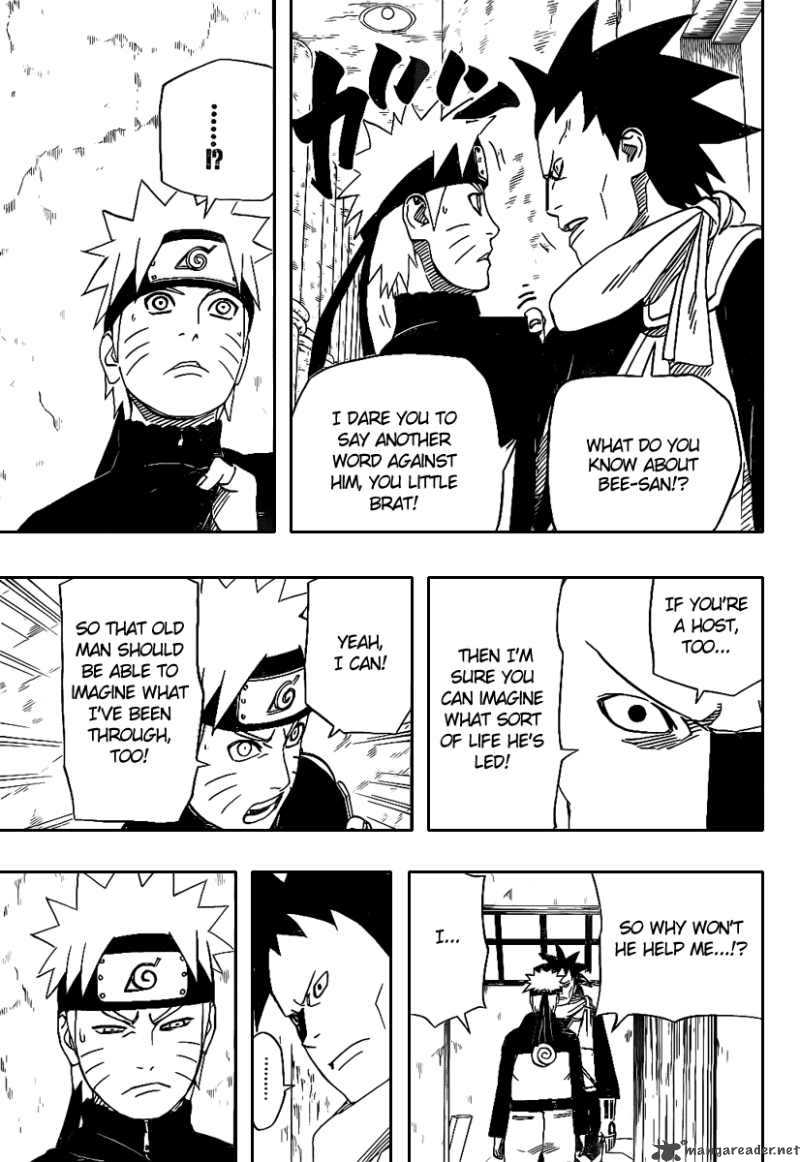 ガッ
WHAT DO YOU
KNOW ABOUT
BEE-SAN!?
I DARE YOU TO
SAY ANOTHER
WORD AGAINST
HIM, YOU LITTLE
BRAT!
......
!?
IF YOU'RE
A HOST,
TOO...
THEN I'M
SURE YOU
CAN IMAGINE
WHAT SORT
OF LIFE HE'S
LED!
YEAH,
I CAN!
SO THAT OLD
MAN SHOULD
BE ABLE TO
IMAGINE WHAT
I'VE BEEN
THROUGH,
TOO!
SO WHY WON'T
HE HELP ME...!?
I...
........
mangareader.net